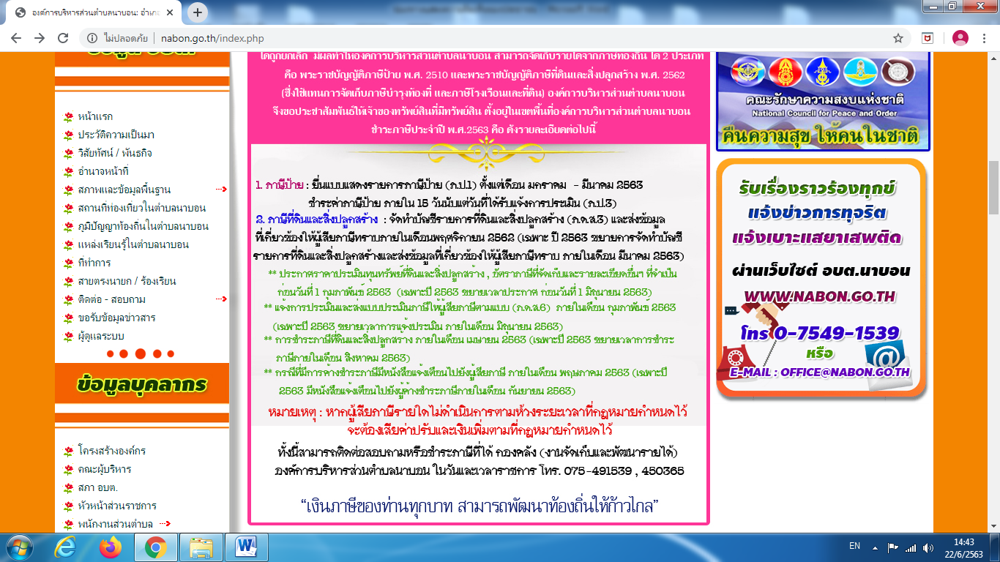 องค์การบริหารส่วนตำบลนาบอน: อำเภอ
ไม่ปลอดภัย | nabon.go.th/index.php
หน้าแรก
ประวัติความเป็นมา
วิสัยทัศน์ / พันธกิจ
อำนาจหน้าที่
สภาพและข้อมูลพื้นฐาน
สถานที่ท่องเที่ยวในตำบลนาบอน
ภูมิปัญญาท้องถิ่นในตำบลนาบอน
แหล่งเรียนรู้ในตำบลนาบอน
ที่ทำการ
สายตรงนายก / ร้องเรียน
ติดต่อ - สอบถาม
ขอรับข้อมูลข่าวสาร
ผู้ดูแลระบบ
ข้อมูลบุคลากร
โครงสร้างองค์กร
คณะผู้บริหาร
สภา อบต.
หัวหน้าส่วนราชการ
พนักงานส่วนตำบล
ได้ถูกยกเลิก มีผลทำให้องค์การบริหารส่วนตำบลนาบอน สามารถจัดเก็บรายได้จากภาษีท้องถิ่น ได้ 2 ประเภท
คือ พระราชบัญญัติภาษีป้าย พ.ศ. 2510 และพระราชบัญญัติภาษีที่ดินและสิ่งปลูกสร้าง พ.ศ. 2562
(ซึ่งใช้แทนการจัดเก็บภาษีบำรุงท้องที่ และภาษีโรงเรือนและที่ดิน) องค์การบริหารส่วนตำบลนาบอน
จึงขอประชาสัมพันธ์ให้เจ้าของทรัพย์สินที่มีทรัพย์สิน ตั้งอยู่ในเขตพื้นที่องค์การบริหารส่วนตำบลนาบอน
ชำระภาษีประจำปี พ.ศ.2563 คือ ดังรายละเอียดต่อไปนี้
1. ภาษีป้าย : ยื่นแบบแสดงรายการภาษีป้าย (ภ.ป.1) ตั้งแต่เดือน มกราคม - มีนาคม 2563
ชำระค่าภาษีป้าย ภายใน 15 วันนับแต่วันที่ได้รับแจ้งการประเมิน (ภ.ป.3)
2. ภาษีที่ดินและสิ่งปลูกสร้าง : จัดทำบัญชีรายการที่ดินและสิ่งปลูกสร้าง (ภ.ด.ส.3) และส่งข้อมูล
ที่เกี่ยวข้องให้ผู้เสียภาษีทราบภายในเดือนพฤศจิกายน 2562 (เฉพาะ ปี 2563 ขยายการจัดทำบัญชี
รายการที่ดินและสิ่งปลูกสร้างและส่งข้อมูลที่เกี่ยวข้องให้ผู้เสียภาษีทราบ ภายในเดือน มีนาคม 2563)
** ประกาศราคาประเมินทุนทรัพย์ที่ดินและสิ่งปลูกสร้าง , อัตราภาษีที่จัดเก็บและรายละเอียดอื่นๆ ที่จำเป็น
ก่อนวันที่ 1 กุมภาพันธ์ 2563 (เฉพาะปี 2563 ขยายเวลาประกาศ ก่อนวันที่ 1 มิถุนายน 2563)
** แจ้งการประเมินและส่งแบบประเมินภาษีให้ผู้เสียภาษีตามแบบ (ภ.ด.ส.6) ภายในเดือน กุมภาพันธ์ 2563
(เฉพาะปี 2563 ขยายเวลาการแจ้งประเมิน ภายในเดือน มิถุนายน 2563)
** การชำระภาษีที่ดินและสิ่งปลูกสร้าง ภายในเดือน เมษายน 2563 (เฉพาะปี 2563 ขยายเวลาการชำระ
ภาษีภายในเดือน สิงหาคม 2563)
** กรณีที่มีการค้างชำระภาษีมีหนังสือแจ้งเตือนไปยังผู้เสียภาษี ภายในเดือน พฤษภาคม 2563 (เฉพาะปี
2563 มีหนังสือแจ้งเตือนไปยังผู้ค้างชำระภาษีภายในเดือน กันยายน 2563)
หมายเหตุ : หากผู้เสียภาษีรายใดไม่ดำเนินการตามห้วงระยะเวลาที่กฎหมายกำหนดไว้
จะต้องเสียค่าปรับและเงินเพิ่มตามที่กฎหมายกำหนดไว้
ทั้งนี้สามารถติดต่อสอบถามหรือชำระภาษีที่ได้ กองคลัง (งานจัดเก็บและพัฒนารายได้)
องค์การบริหารส่วนตำบลนาบอน ในวันและเวลาราชการ โทร. 075-491539 , 450365
“เงินภาษีของท่านทุกบาท สามารถพัฒนาท้องถิ่นให้ก้าวไกล”
คณะรักษาความสงบแห่งชาติ
National Council for Peace and Order
คืนความสุข ให้คนในชาติ
รับเรื่องราวร้องทุกข์
แจ้งข่าวการทุจริต
แจ้งเบาะแสยาเสพติด
ผ่านเว็บไซต์ อบต.นาบอน
WWW.NABON.GO.TH
โทร 0-7549-1539
หรือ
E-MAIL : OFFICE@NABON.GO.TH
EN
14:43
22/6/2563